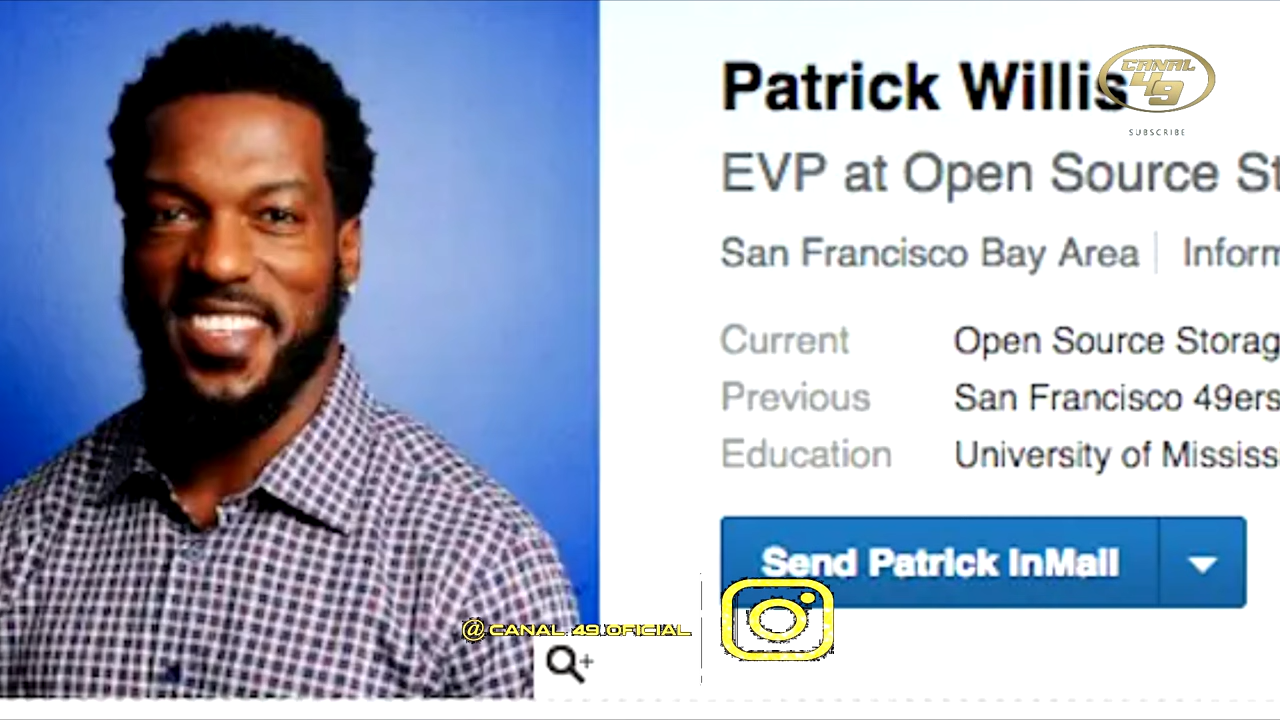 Patrick Willis
CANAL
49
SUBSCRIBE
EVP at Open Source St
San Francisco Bay Area | Inform
Current Open Source Storag
Previous San Francisco 49ers
Education University of Mississ
Send Patrick InMail
@CANAL.49.OFICIAL